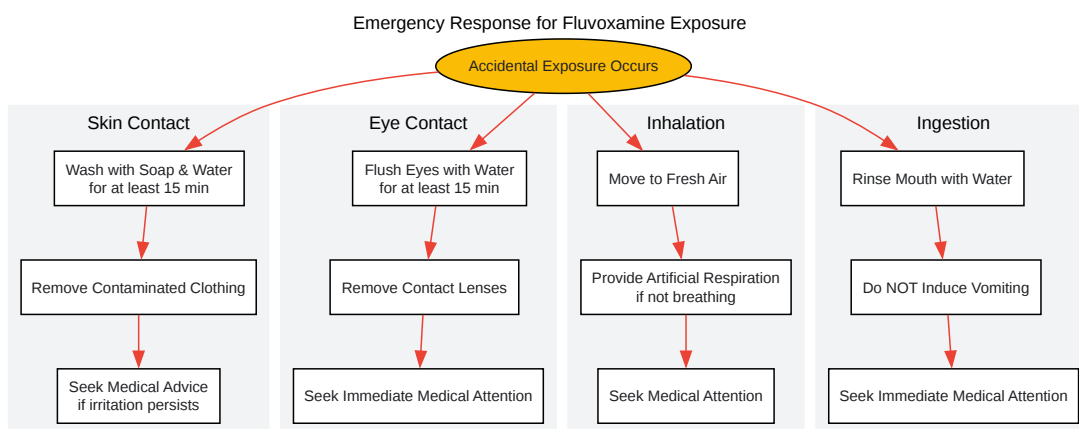 Emergency Response for Fluvoxamine Exposure
Accidental Exposure Occurs
Skin Contact
Wash with Soap & Water
for at least 15 min
Remove Contaminated Clothing
Seek Medical Advice
if irritation persists
Eye Contact
Flush Eyes with Water
for at least 15 min
Remove Contact Lenses
Seek Immediate Medical Attention
Inhalation
Move to Fresh Air
Provide Artificial Respiration
if not breathing
Seek Medical Attention
Ingestion
Rinse Mouth with Water
Do NOT Induce Vomiting
Seek Immediate Medical Attention